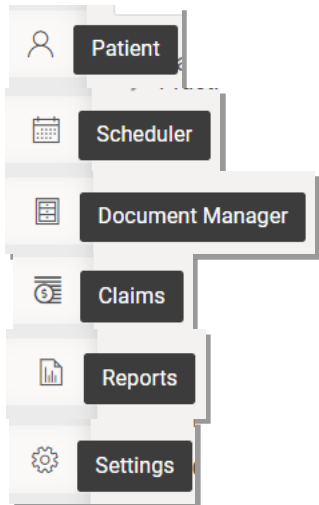 Patient
Scheduler
Document Manager
Claims
Reports
Settings